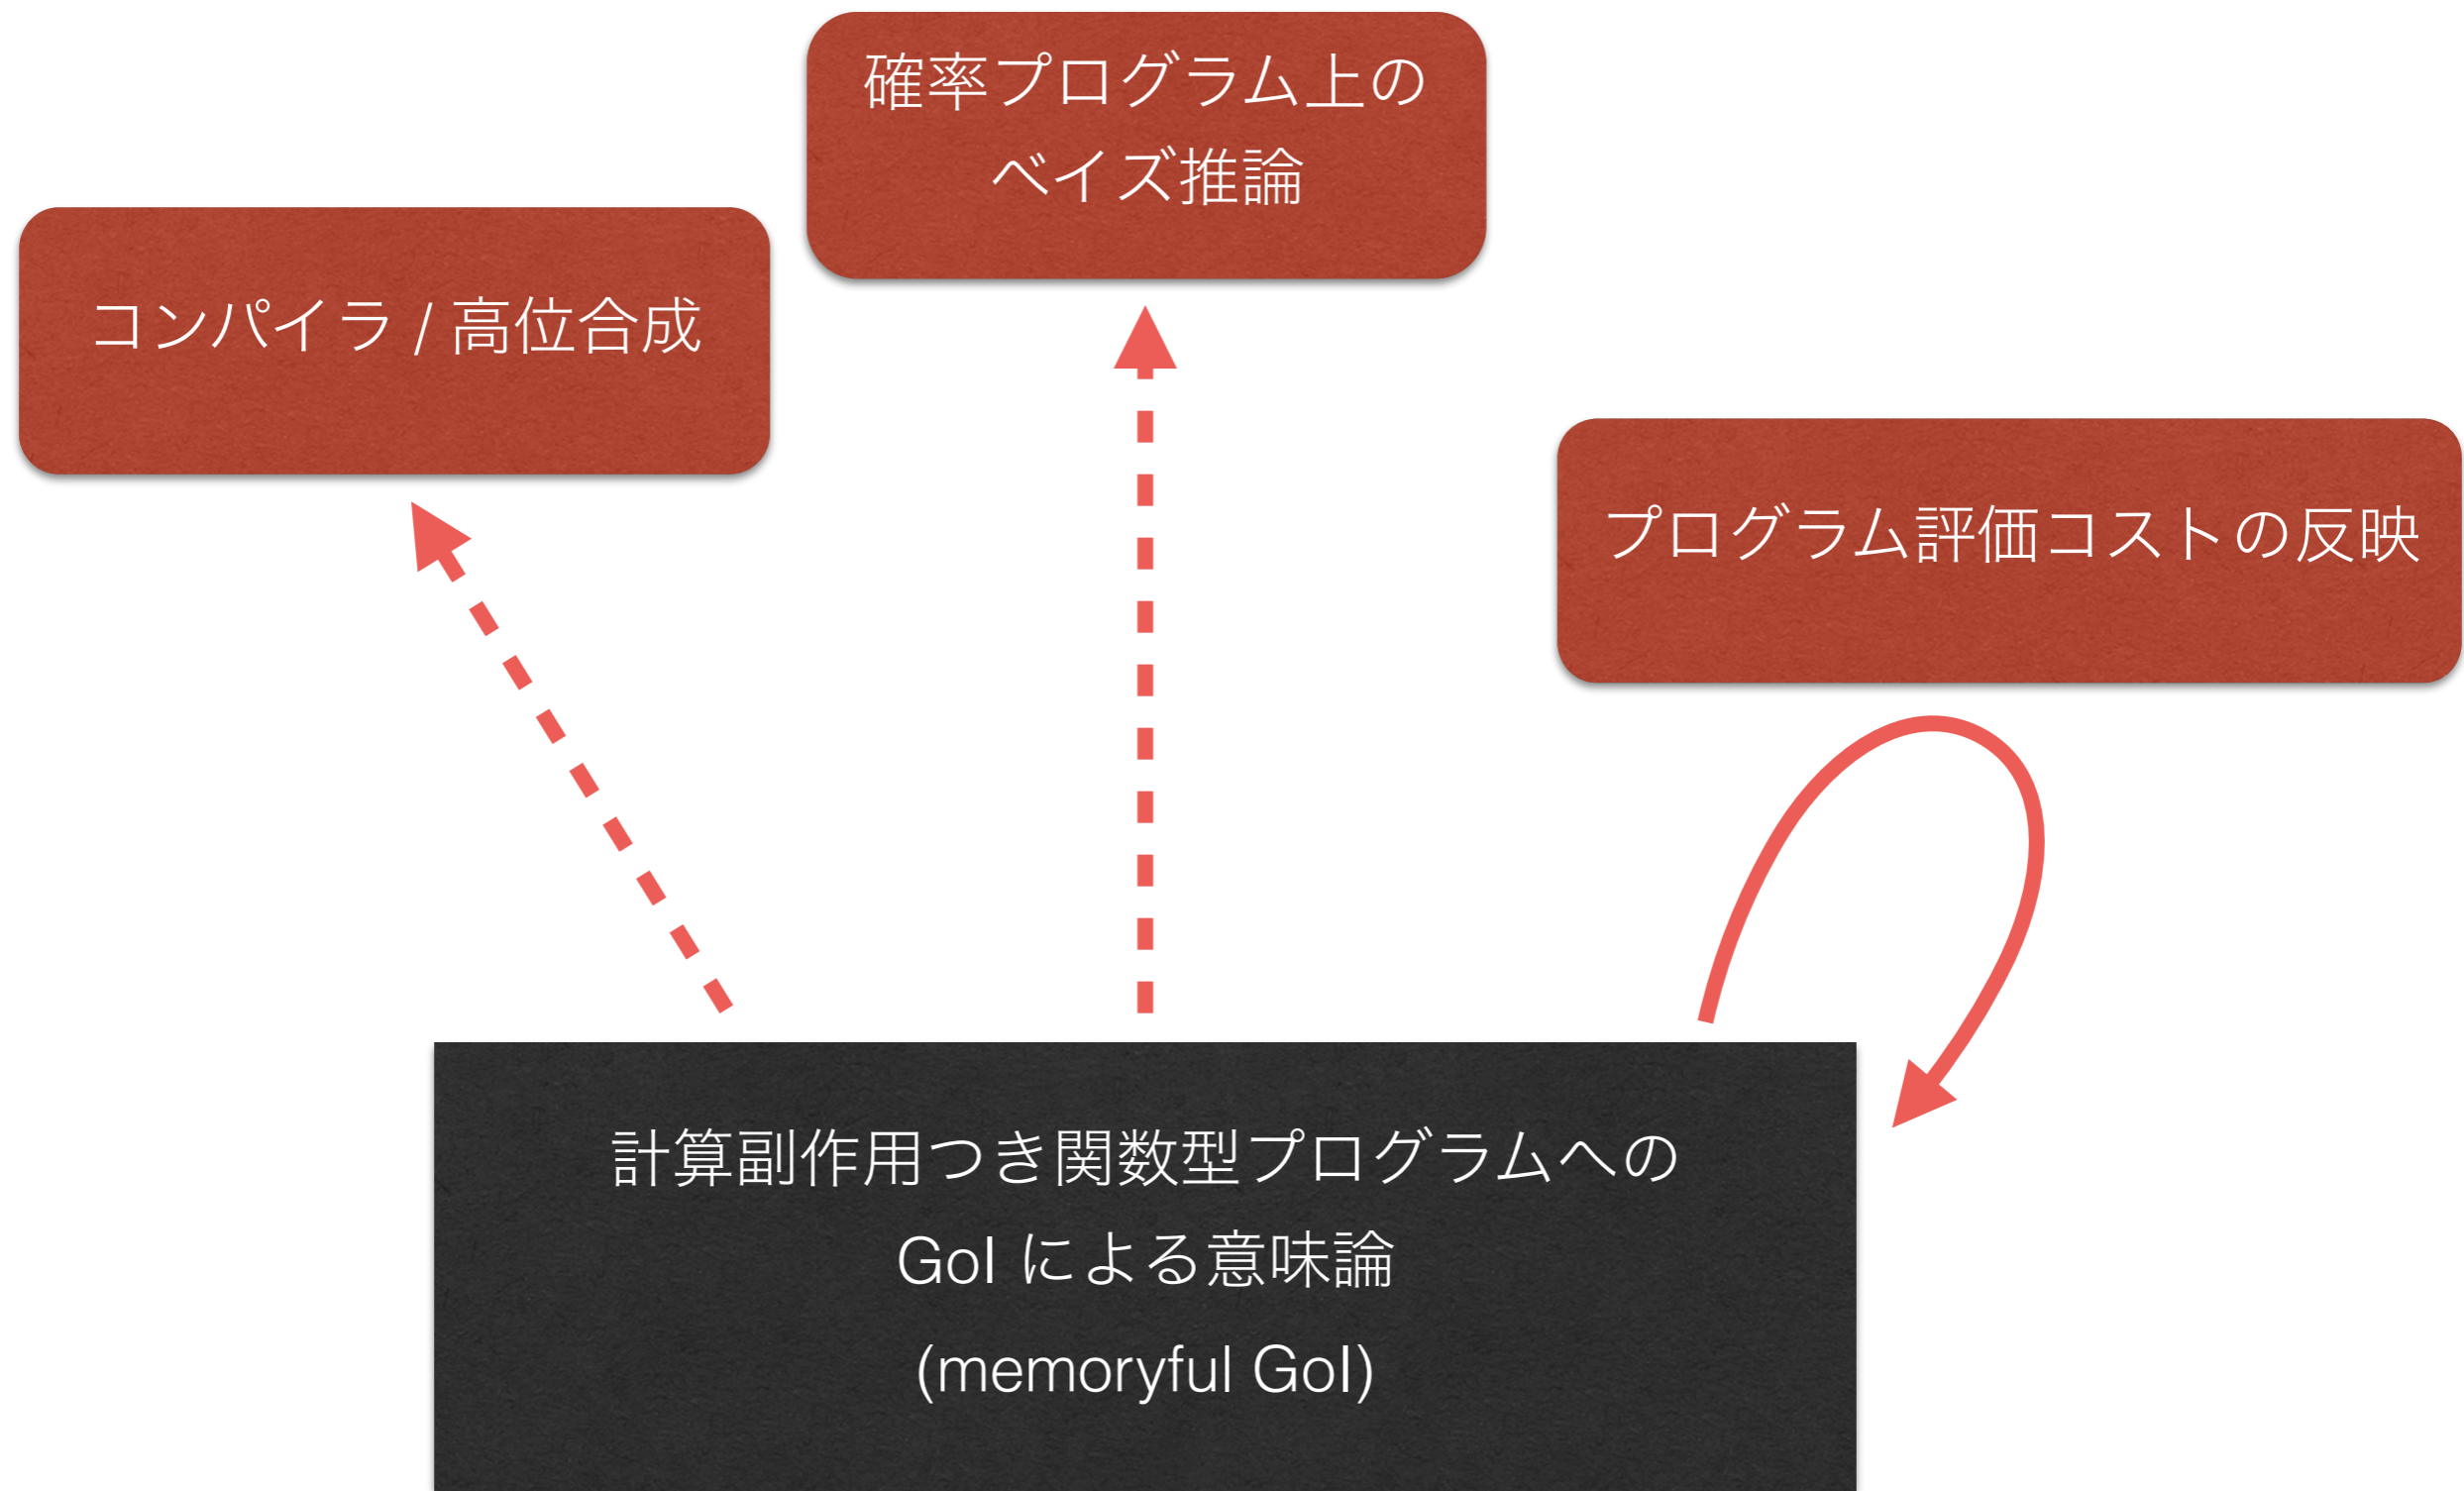 確率プログラム上の
ベイズ推論
コンパイラ / 高位合成
プログラム評価コストの反映
計算副作用つき関数型プログラムへの
GoI による意味論
(memoryful GoI)